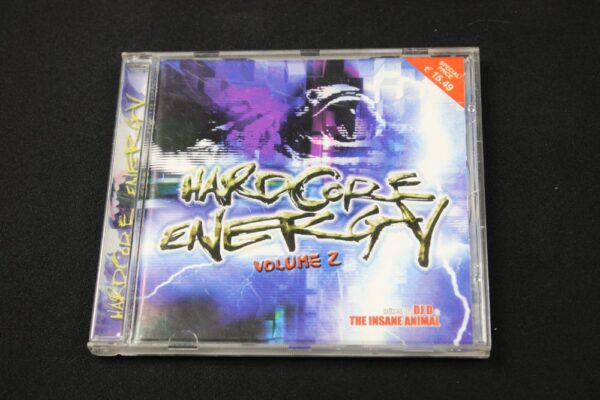 HARDCORE ENERGY
SPECIAL
PRICE
€ 15.49
HARDCORE
ENERGY
VOLUME 2
DJ D.
THE INSANE ANIMAL